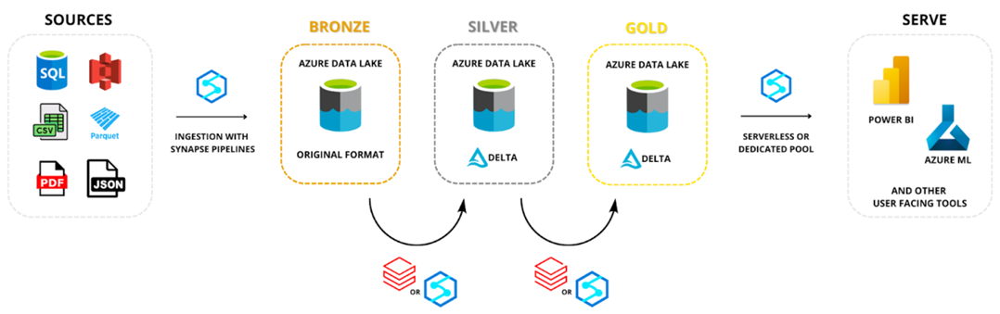 SOURCES
SQL
CSV
Parquet
PDF
JSON
INGESTION WITH
SYNAPSE PIPELINES
BRONZE
AZURE DATA LAKE
ORIGINAL FORMAT
OR
SILVER
AZURE DATA LAKE
DELTA
OR
GOLD
AZURE DATA LAKE
DELTA
SERVERLESS OR
DEDICATED POOL
SERVE
POWER BI
AZURE ML
AND OTHER
USER FACING TOOLS